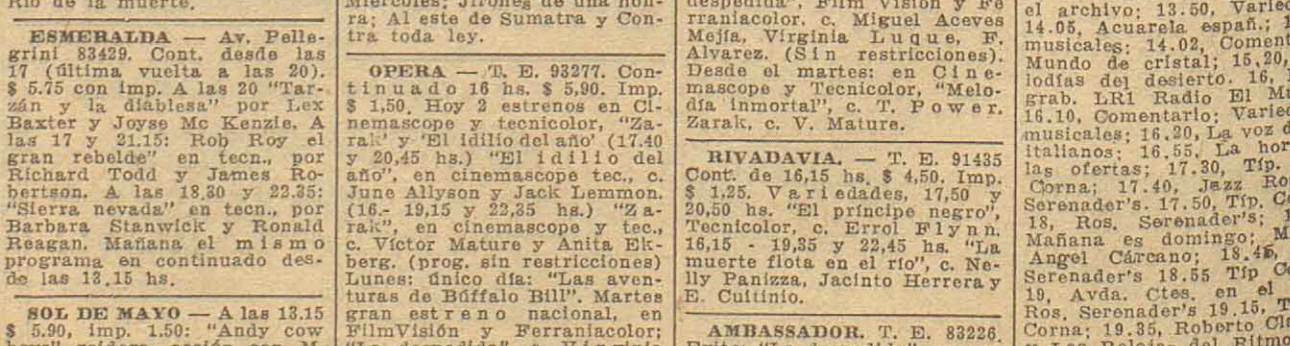 Río de la muerte.
ESMERALDA — Av. Pelle-
grini 83429. Cont. desde las
17 (última vuelta a las 20).
$ 5.75 con imp. A las 20 "Tar-
zán y la diablesa" por Lex
Baxter y Joyse Mc Kenzie. A
las 17 y 21.15: Rob Roy el
gran rebelde" en tecn., por
Richard Todd y James Ro-
bertson. A las 18,30 y 22.35:
"Sierra nevada" en tecn., por
Barbara Stanwick y Ronald
Reagan. Mañana el mismo
programa en continuado des-
de las 13.15 hs.
SOL DE MAYO — A las 13.15
$ 5.90, imp. 1.50: "Andy cow
Miércoles; Jirones de una hon-
ra; Al este de Sumatra y Con-
tra toda ley.
OPERA — T. E. 93277. Con-
tinuado 16 hs. $ 5,90. Imp.
$ 1,50. Hoy 2 estrenos en Ci-
nemascope y tecnicolor, "Za-
rak' y 'El idilio del año' (17.40
y 20,45 hs.) "El idilio del
año", en cinemascope tec., c.
June Allyson y Jack Lemmon.
(16.- 19,15 y 22,35 hs.) "Za-
rak", en cinemascope y tec.,
c. Víctor Mature y Anita Ek-
berg. (prog. sin restricciones)
Lunes: único día: "Las aven-
turas de Búffalo Bill". Martes
gran estreno nacional, en
FilmVisión y Ferraniacolor;
despedida", Film Visión y Fe
rraniacolor, c. Miguel Aceves
Mejía, Virginia Luque, F.
Alvarez. (Sin restricciones).
Desde el martes: en Cine-
mascope y Tecnicolor, "Melo-
día inmortal", c. T. Power.
Zarak, c. V. Mature.
RIVADAVIA. — T. E. 91435
Cont. de 16,15 hs. $ 4,50. Imp.
$ 1,25. Variedades, 17,50 y
20,50 hs. "El príncipe negro",
Tecnicolor, c. Errol Flynn.
16,15 - 19,35 y 22,45 hs. "La
muerte flota en el río", c. Ne-
lly Panizza, Jacinto Herrera y
E. Cuitinio.
AMBASSADOR. T. E. 83226.
el archivo; 13.50,
14.05, Acuarela españ.;
musicales; 14.02,
Mundo de cristal; 15,20,
lodías del desierto. 16,
grab. LR1 Radio El
16.10, Comentario;
musicales; 16.20, La voz
italianos; 16.55, La
las ofertas; 17.30, Típ.
Corna; 17.40, Jazz
Serenader's. 17.50, Típ.
18, Ros. Serenader's;
Mañana es domingo;
Angel Cárcano;
Serenader's 18.55 Típ
19, Avda. Ctes. en el
Ros. Serenader's 19.15,
Corna; 19.35, Roberto